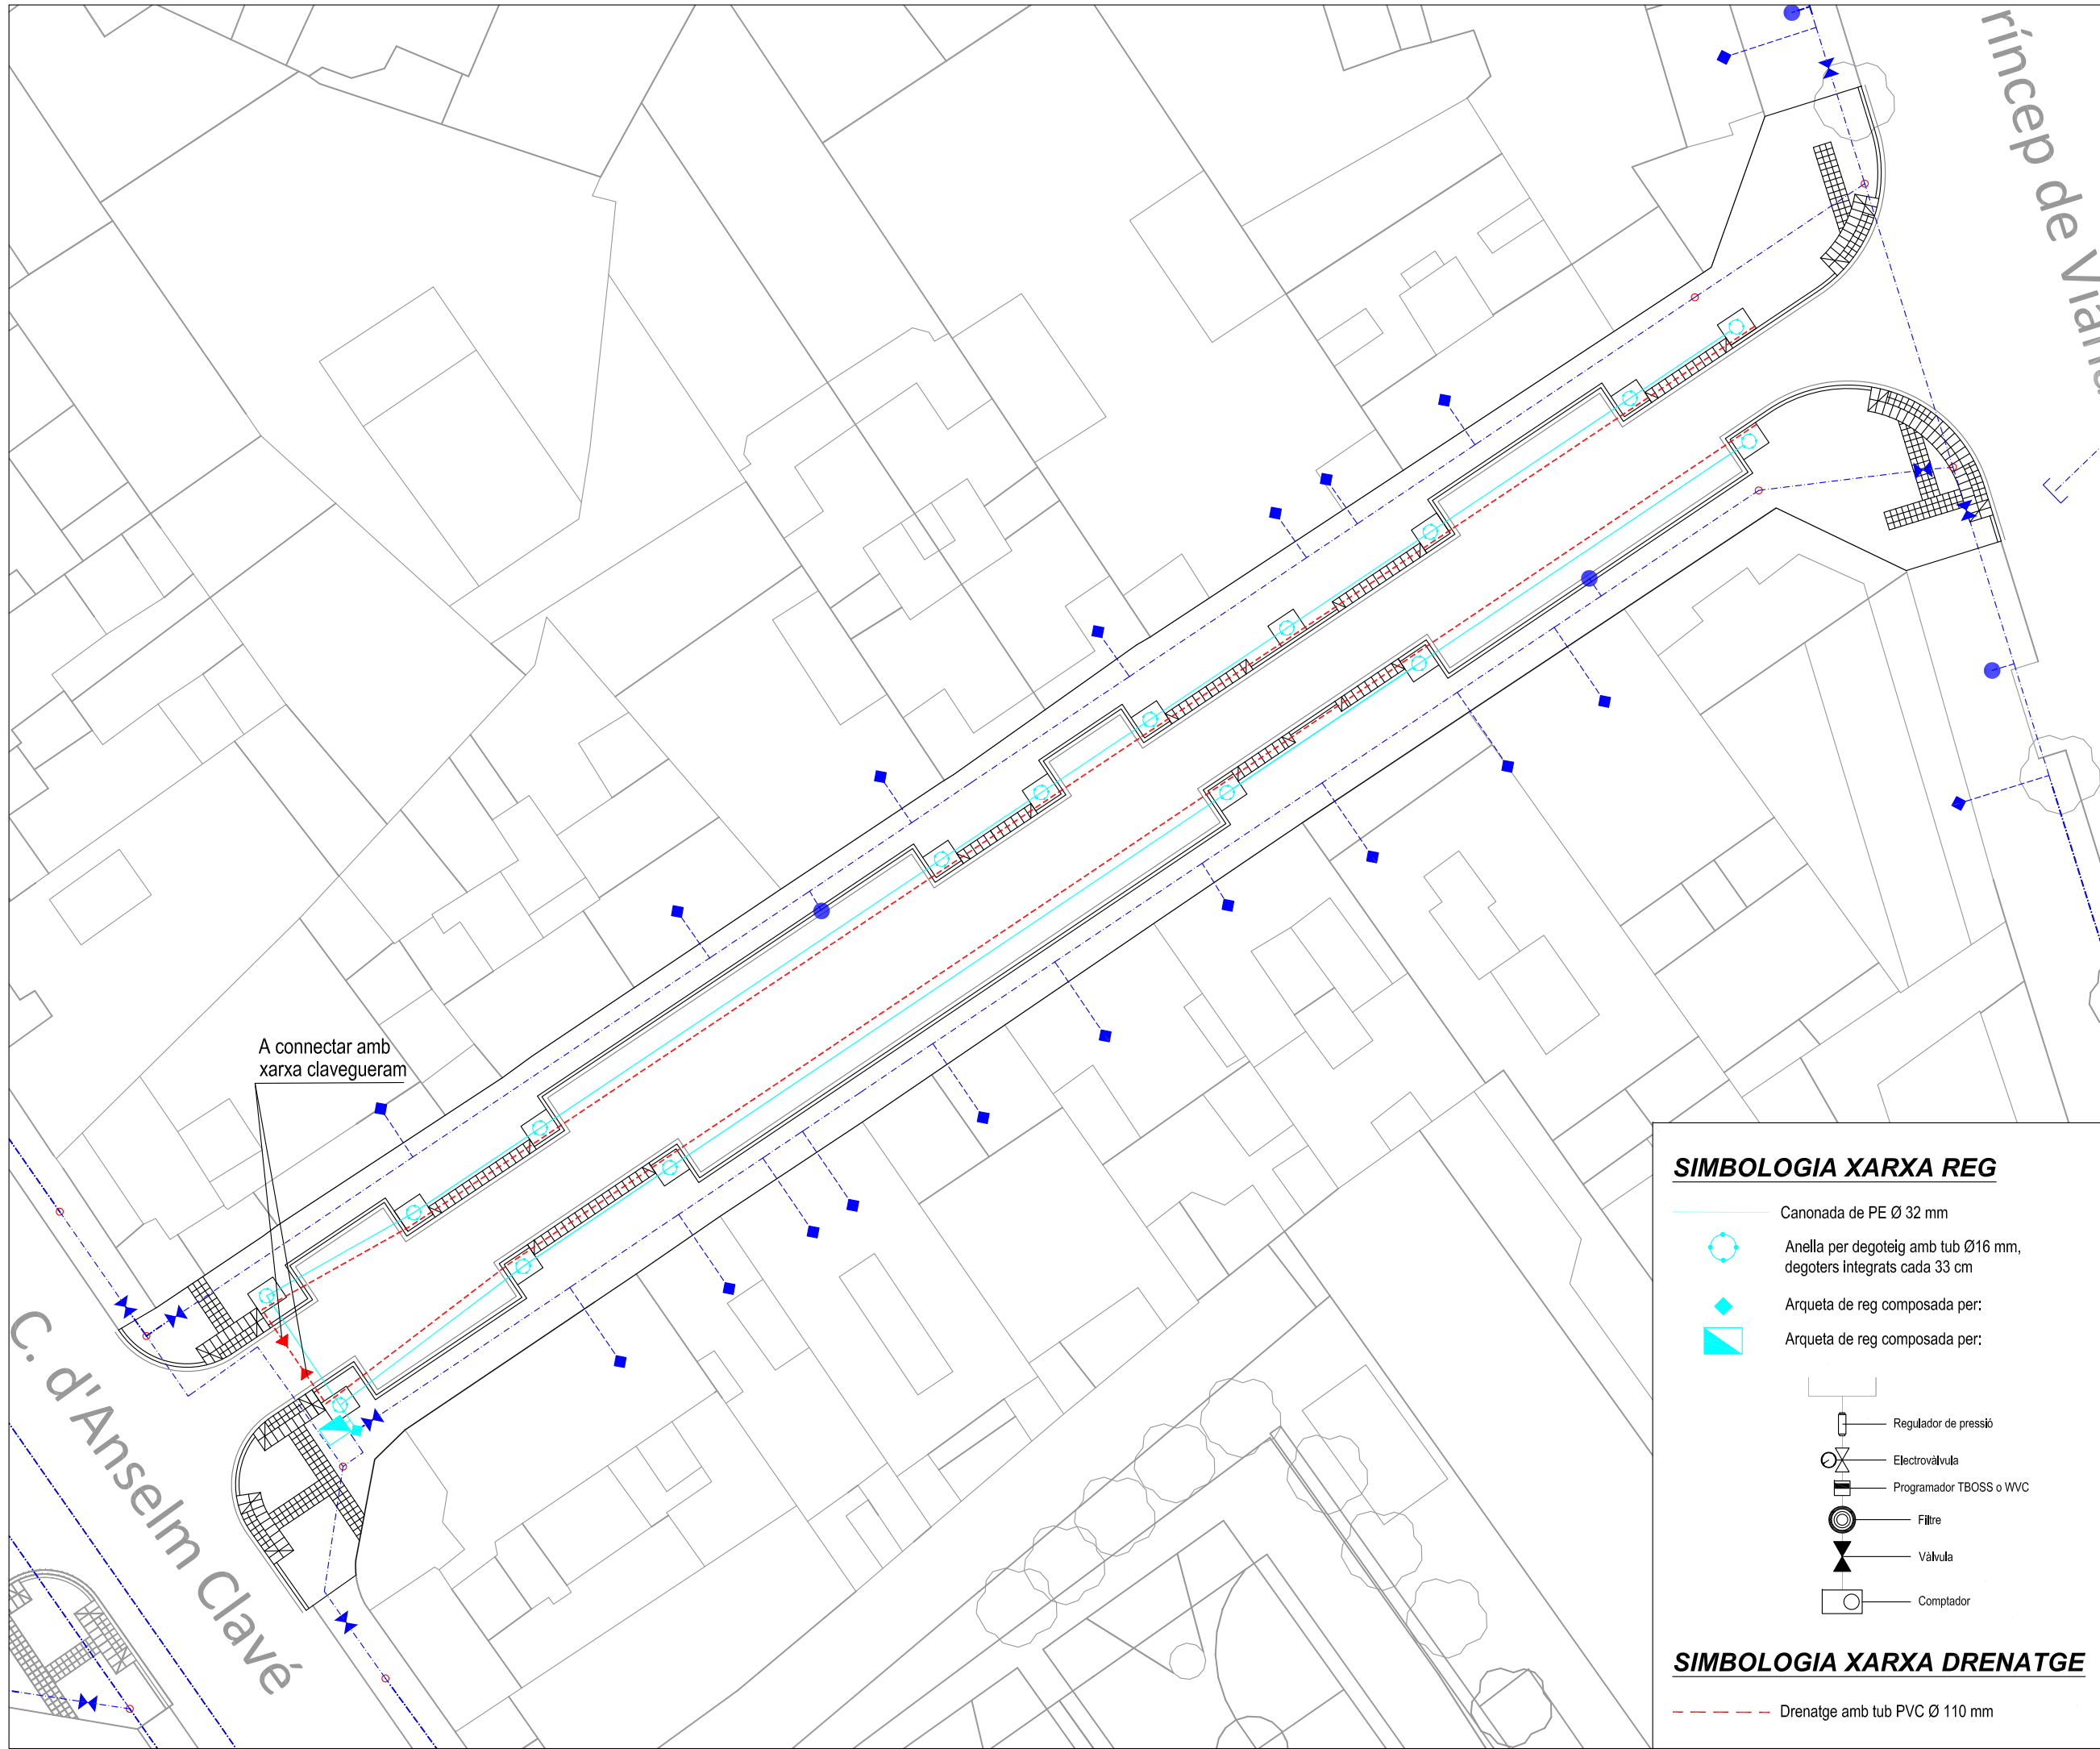 ríncep de Viana
A connectar amb
xarxa clavegueram
C. d'Anselm Clavé
SIMBOLOGIA XARXA REG
Canonada de PE Ø 32 mm
Anella per degoteig amb tub Ø16 mm,
degoters integrats cada 33 cm
Arqueta de reg composada per:
Arqueta de reg composada per:
Regulador de pressió
Electrovàlvula
Programador TBOSS o WVC
Filtre
Vàlvula
Comptador
SIMBOLOGIA XARXA DRENATGE
Drenatge amb tub PVC Ø 110 mm